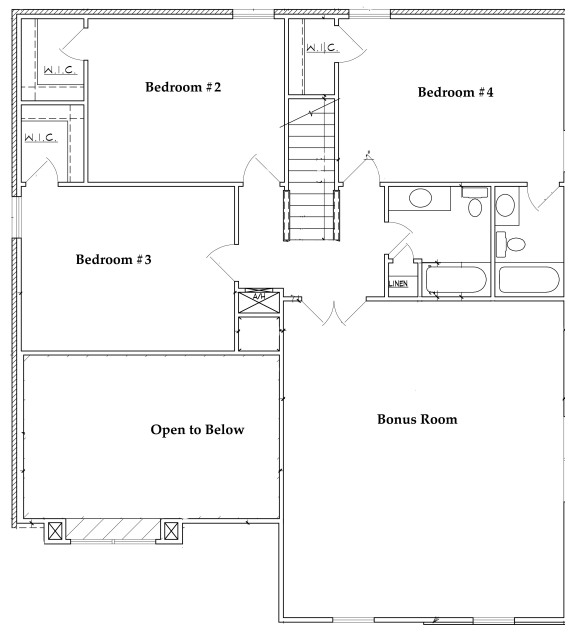 W.I.C.
W.I.C.
Bedroom #2
Bedroom #4
W.I.C.
Bedroom #3
LINEN
A/H
Open to Below
Bonus Room